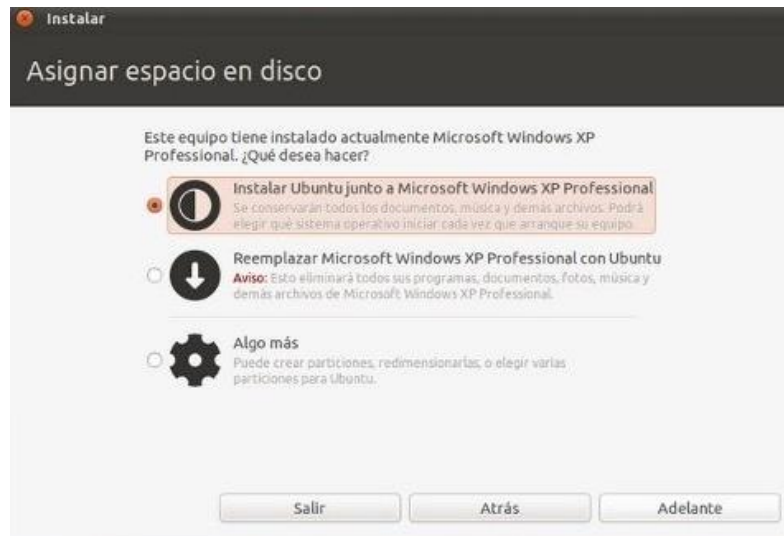 Instalar
Asignar espacio en disco
Este equipo tiene instalado actualmente Microsoft Windows XP
Professional. ¿Qué desea hacer?
Instalar Ubuntu junto a Microsoft Windows XP Professional
Se conservarán todos los documentos, música y demás archivos. Podrá
elegir qué sistema operativo iniciar cada vez que arranque su equipo.
Reemplazar Microsoft Windows XP Professional con Ubuntu
Aviso: Esto eliminará todos sus programas, documentos, fotos, música y
demás archivos de Microsoft Windows XP Professional.
Algo más
Puede crear particiones, redimensionarlas, o elegir varias
particiones para Ubuntu.
Salir
Atrás
Adelante